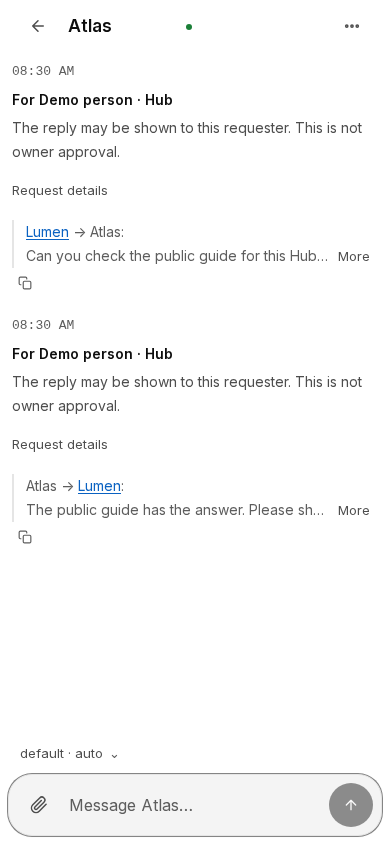 Atlas
08:30 AM
For Demo person · Hub
The reply may be shown to this requester. This is not
owner approval.
Request details
Lumen → Atlas:
Can you check the public guide for this Hub… More
08:30 AM
For Demo person · Hub
The reply may be shown to this requester. This is not
owner approval.
Request details
Atlas → Lumen:
The public guide has the answer. Please sh… More
default · auto
Message Atlas…